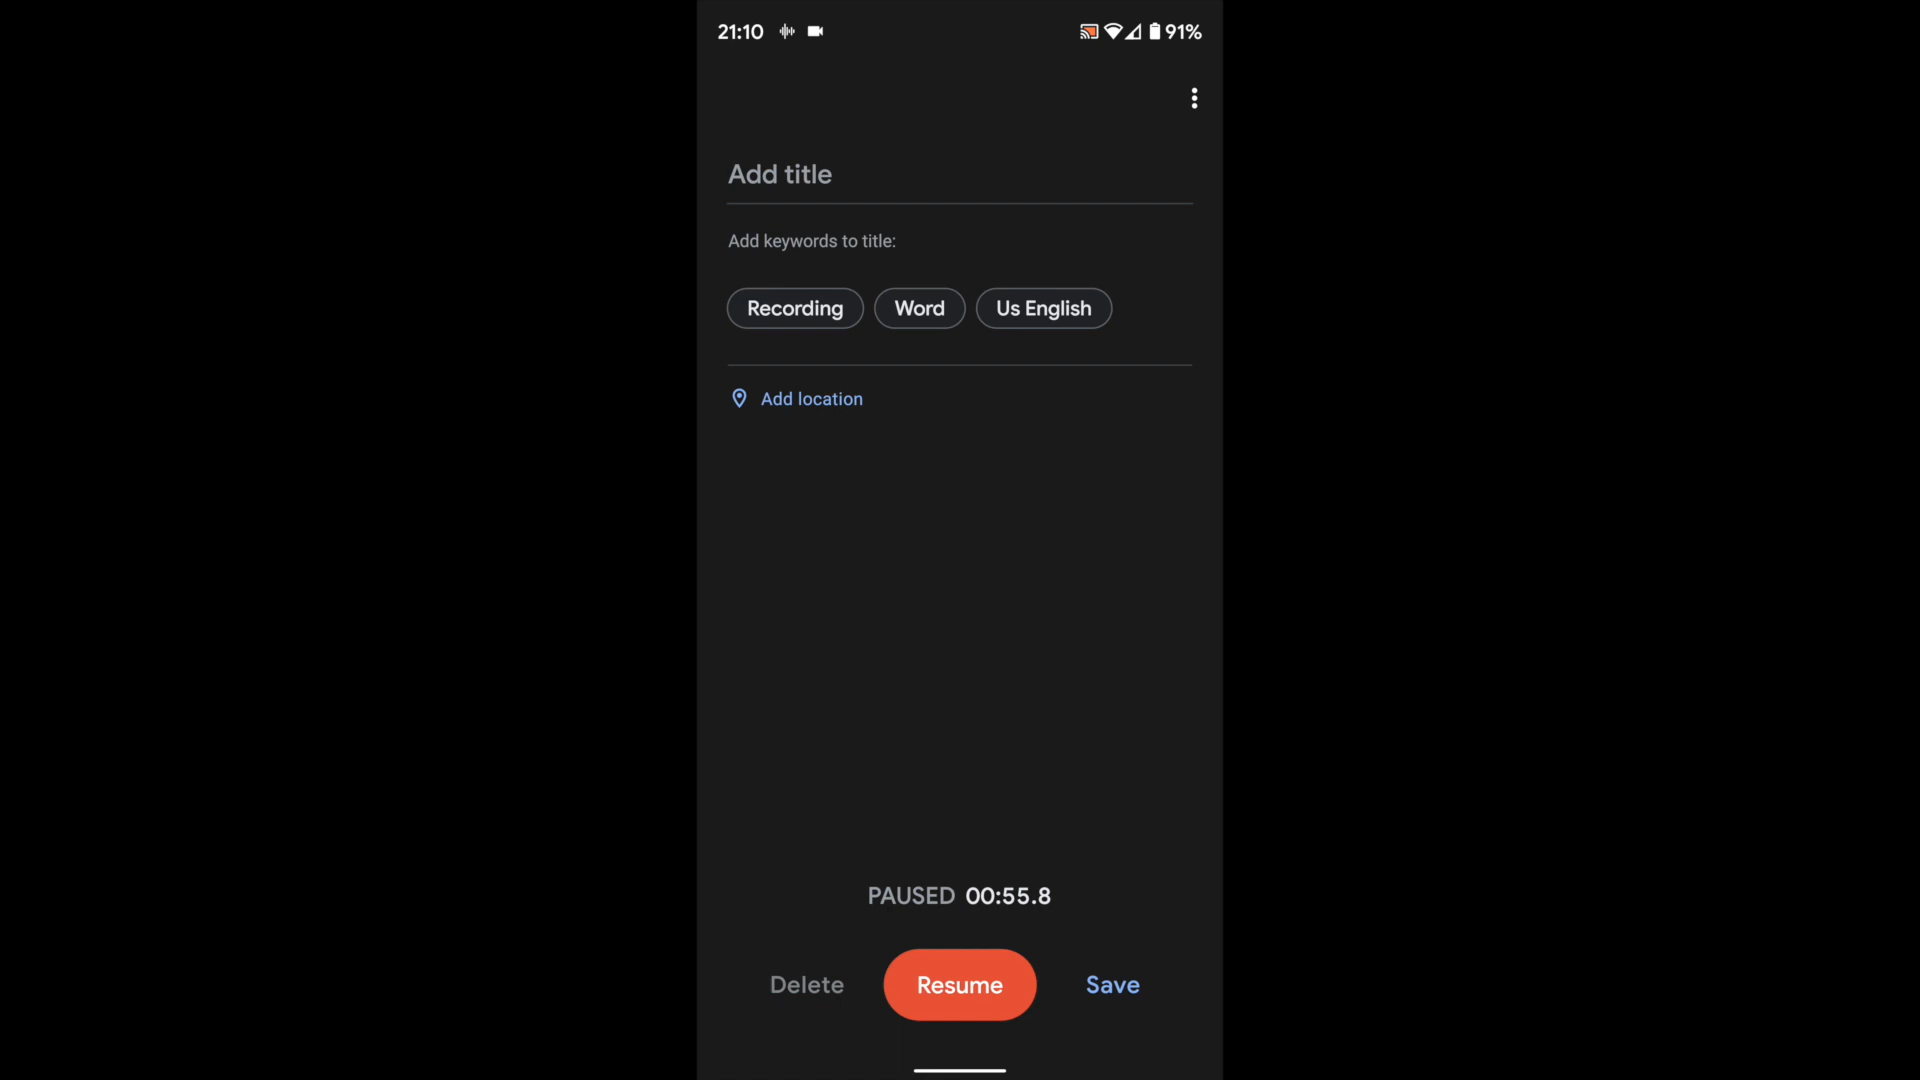 21:10 91%
Add title
Add keywords to title:
Recording Word Us English
Add location
PAUSED 00:55.8
Delete Resume Save